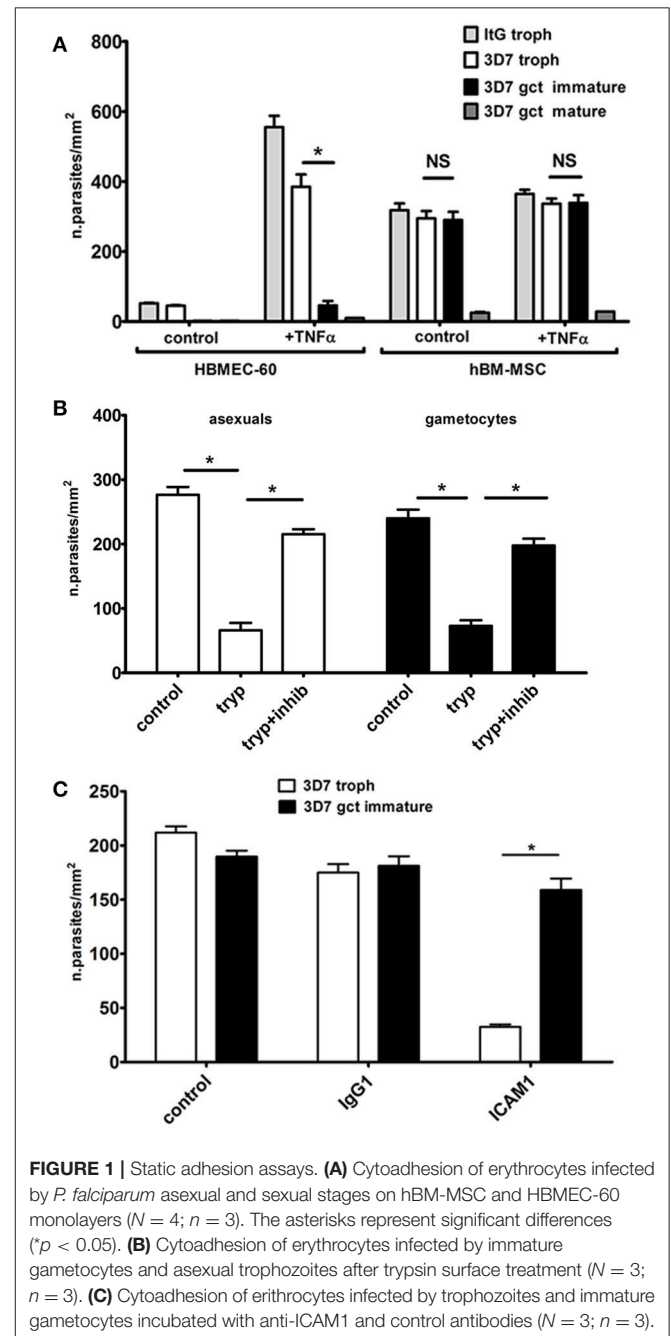 A
n.parasites/mm²
800
600
400
200
0
ItG troph
3D7 troph
3D7 gct immature
3D7 gct mature
*
NS
NS
control
+TNFα
control
+TNFα
HBMEC-60
hBM-MSC
B
n.parasites/mm²
400
300
200
100
0
asexuals
gametocytes
*
*
*
*
control
tryp
tryp+inhib
control
tryp
tryp+inhib
C
n.parasites/mm²
250
200
150
100
50
0
3D7 troph
3D7 gct immature
*
control
IgG1
ICAM1
FIGURE 1 | Static adhesion assays. (A) Cytoadhesion of erythrocytes infected
by P. falciparum asexual and sexual stages on hBM-MSC and HBMEC-60
monolayers (N = 4; n = 3). The asterisks represent significant differences
(*p < 0.05). (B) Cytoadhesion of erythrocytes infected by immature
gametocytes and asexual trophozoites after trypsin surface treatment (N = 3;
n = 3). (C) Cytoadhesion of erithrocytes infected by trophozoites and immature
gametocytes incubated with anti-ICAM1 and control antibodies (N = 3; n = 3).